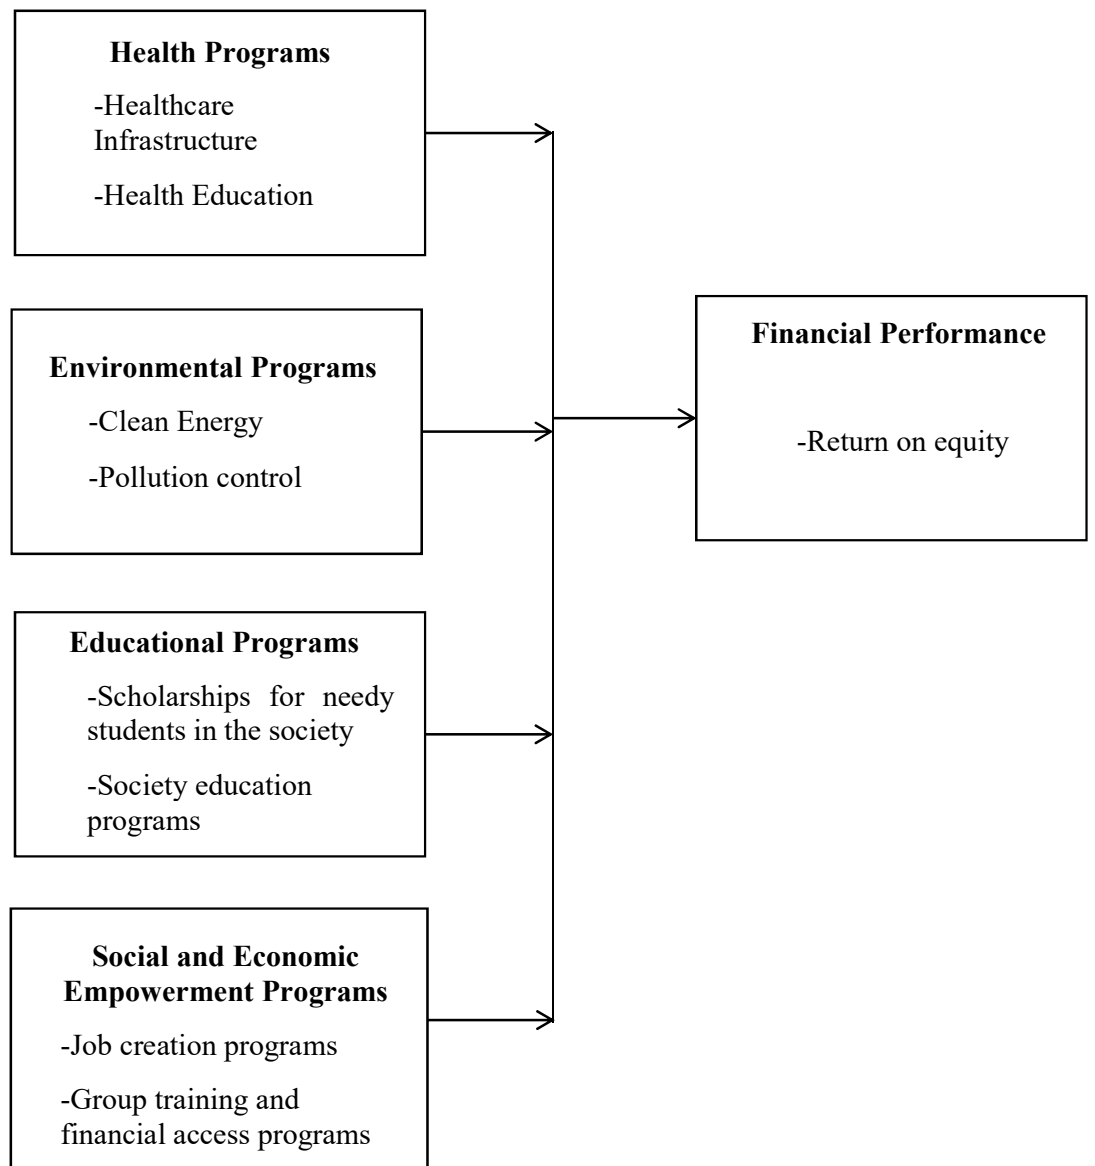 Health Programs
-Healthcare
Infrastructure
-Health Education
Environmental Programs
-Clean Energy
-Pollution control
Educational Programs
-Scholarships for needy
students in the society
-Society education
programs
Social and Economic
Empowerment Programs
-Job creation programs
-Group training and
financial access programs
Financial Performance
-Return on equity